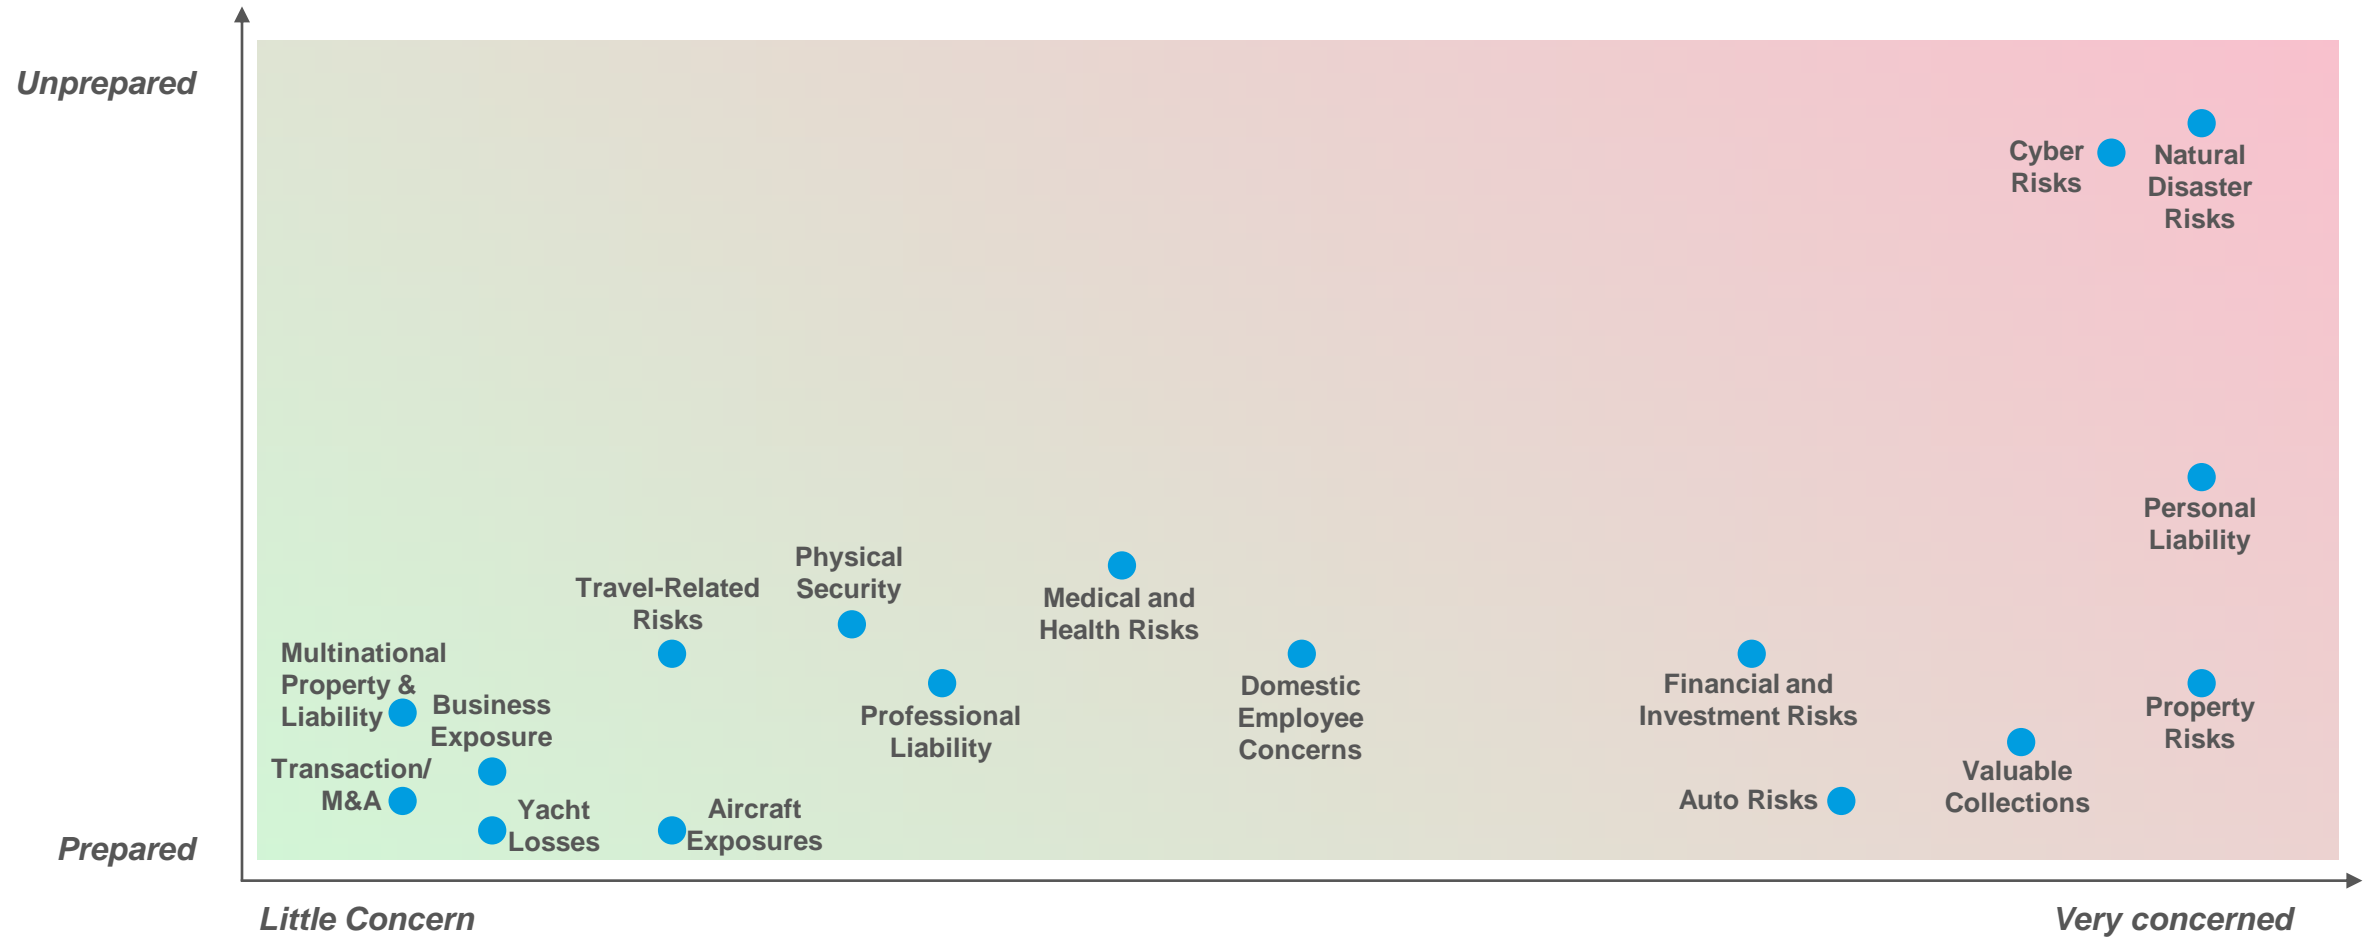 Unprepared
Cyber
Risks
Natural
Disaster
Risks
Personal
Liability
Physical
Security
Travel-Related
Risks
Medical and
Health Risks
Multinational
Property &
Liability
Business
Exposure
Professional
Liability
Domestic
Employee
Concerns
Financial and
Investment Risks
Property
Risks
Transaction/
M&A
Yacht
Losses
Aircraft
Exposures
Auto Risks
Valuable
Collections
Prepared
Little Concern
Very concerned